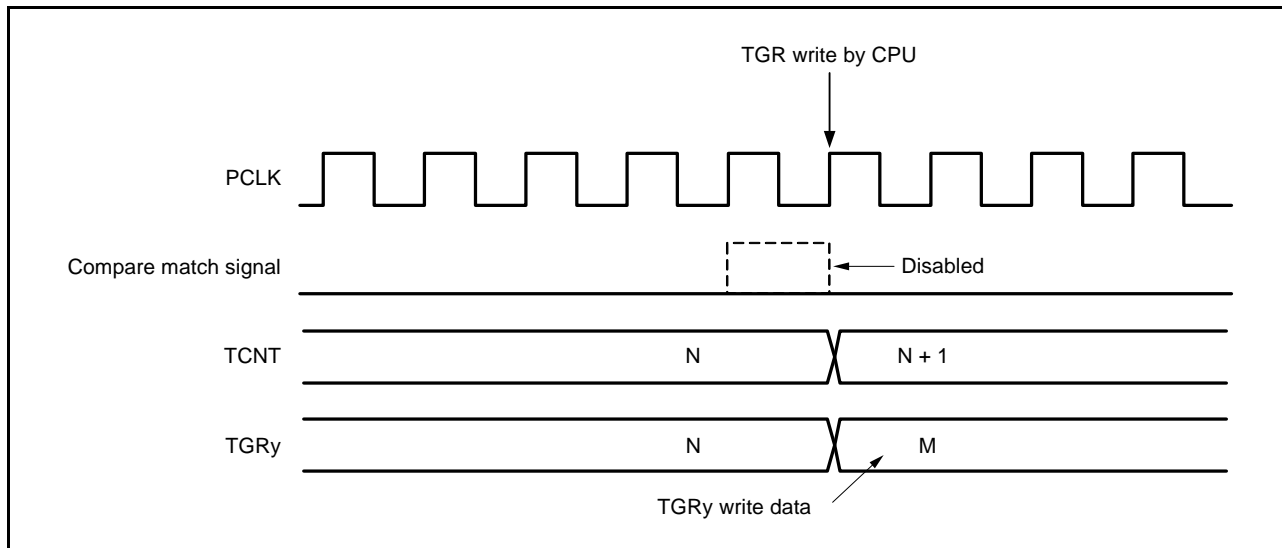 TGR write by CPU
PCLK
Compare match signal
Disabled
TCNT
N
N + 1
TGRy
N
M
TGRy write data